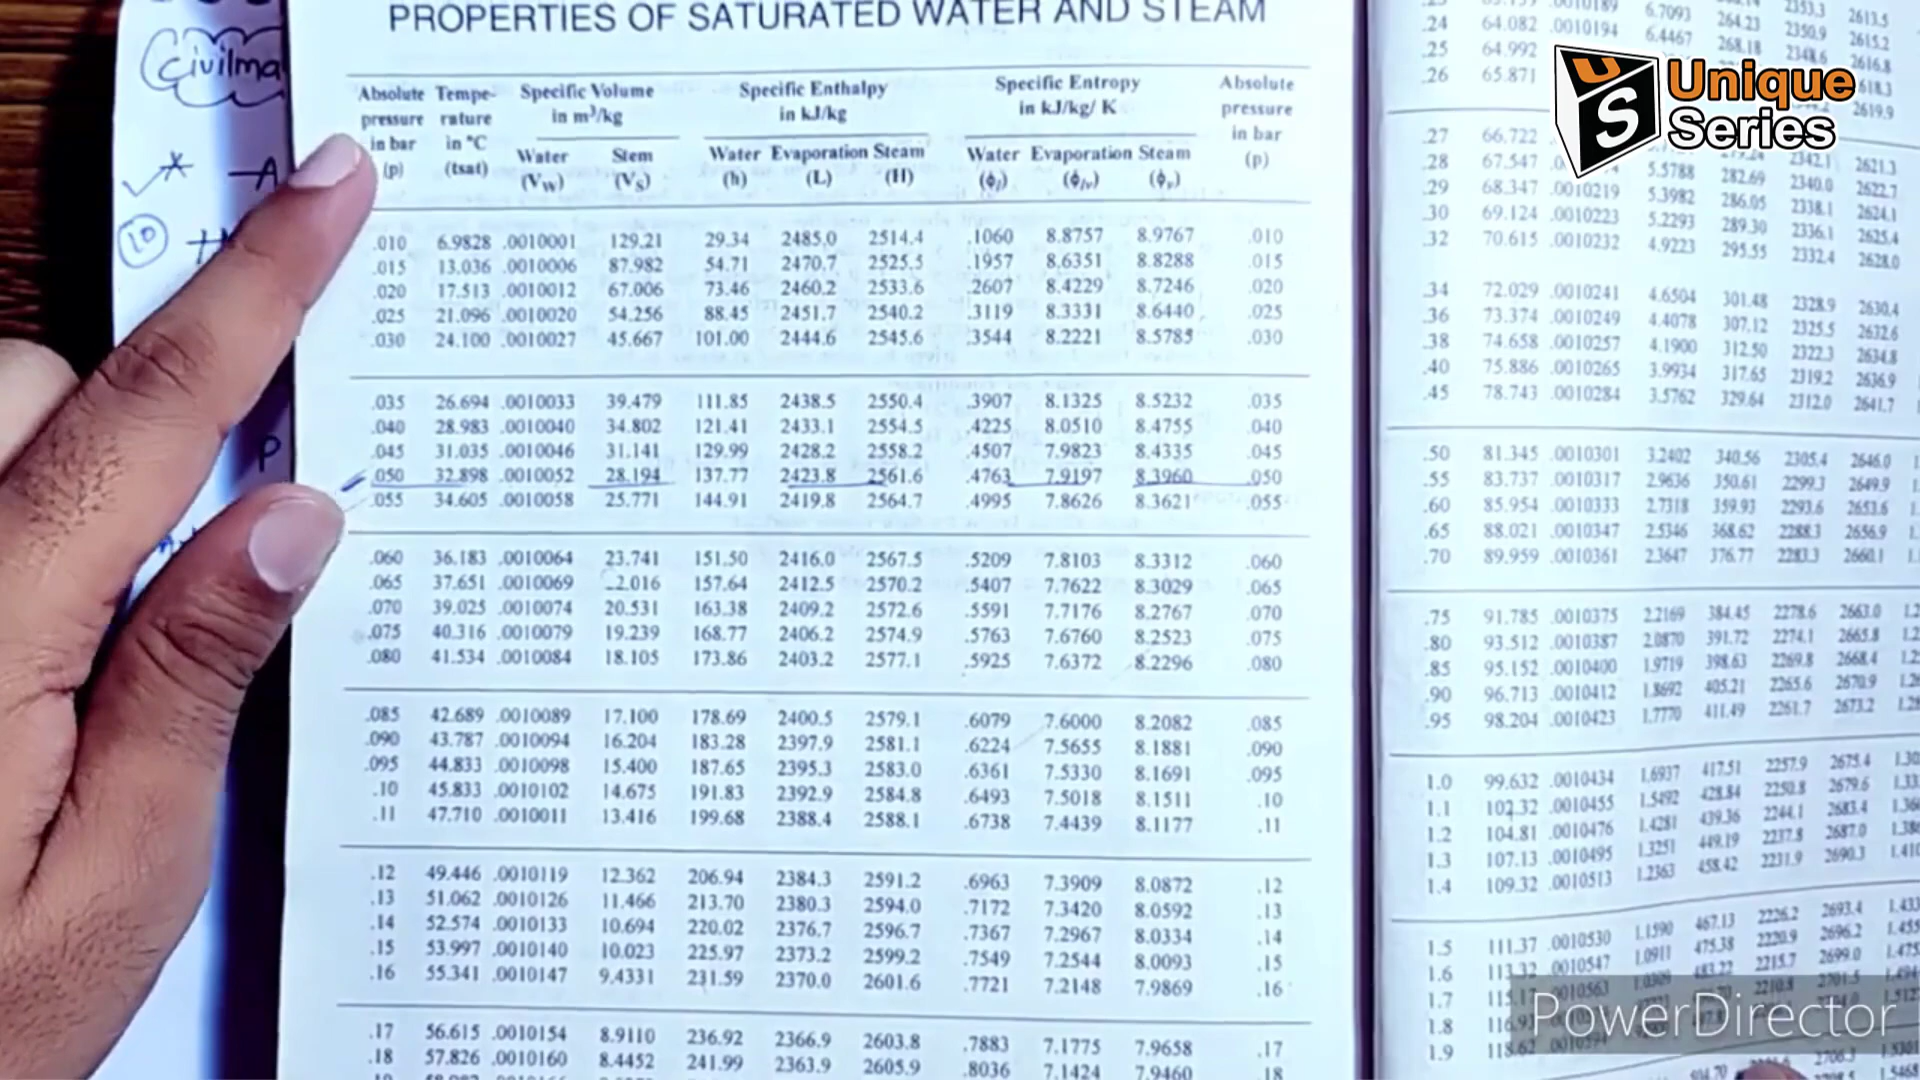 PROPERTIES OF SATURATED WATER AND STEAM
Civilma
Absolute pressure in bar (p) Tempe-rature in °C (tsat) Specific Volume in m³/kg Specific Enthalpy in kJ/kg Specific Entropy in kJ/kg/ K Absolute pressure in bar (p)
Water (Vw) Stem (Vs) Water (h) Evaporation (L) Steam (H) Water (ϕl) Evaporation (ϕlv) Steam (ϕv)
.010 6.9828 .0010001 129.21 29.34 2485.0 2514.4 .1060 8.8757 8.9767 .010
.015 13.036 .0010006 87.982 54.71 2470.7 2525.5 .1957 8.6351 8.8288 .015
.020 17.513 .0010012 67.006 73.46 2460.2 2533.6 .2607 8.4229 8.7246 .020
.025 21.096 .0010020 54.256 88.45 2451.7 2540.2 .3119 8.3331 8.6440 .025
.030 24.100 .0010027 45.667 101.00 2444.6 2545.6 .3544 8.2221 8.5785 .030
.035 26.694 .0010033 39.479 111.85 2438.5 2550.4 .3907 8.1325 8.5232 .035
.040 28.983 .0010040 34.802 121.41 2433.1 2554.5 .4225 8.0510 8.4755 .040
.045 31.035 .0010046 31.141 129.99 2428.2 2558.2 .4507 7.9823 8.4335 .045
.050 32.898 .0010052 28.194 137.77 2423.8 2561.6 .4763 7.9197 8.3960 .050
.055 34.605 .0010058 25.771 144.91 2419.8 2564.7 .4995 7.8626 8.3621 .055
.060 36.183 .0010064 23.741 151.50 2416.0 2567.5 .5209 7.8103 8.3312 .060
.065 37.651 .0010069 2.016 157.64 2412.5 2570.2 .5407 7.7622 8.3029 .065
.070 39.025 .0010074 20.531 163.38 2409.2 2572.6 .5591 7.7176 8.2767 .070
.075 40.316 .0010079 19.239 168.77 2406.2 2574.9 .5763 7.6760 8.2523 .075
.080 41.534 .0010084 18.105 173.86 2403.2 2577.1 .5925 7.6372 8.2296 .080
.085 42.689 .0010089 17.100 178.69 2400.5 2579.1 .6079 7.6000 8.2082 .085
.090 43.787 .0010094 16.204 183.28 2397.9 2581.1 .6224 7.5655 8.1881 .090
.095 44.833 .0010098 15.400 187.65 2395.3 2583.0 .6361 7.5330 8.1691 .095
.10 45.833 .0010102 14.675 191.83 2392.9 2584.8 .6493 7.5018 8.1511 .10
.11 47.710 .0010011 13.416 199.68 2388.4 2588.1 .6738 7.4439 8.1177 .11
.12 49.446 .0010119 12.362 206.94 2384.3 2591.2 .6963 7.3909 8.0872 .12
.13 51.062 .0010126 11.466 213.70 2380.3 2594.0 .7172 7.3420 8.0592 .13
.14 52.574 .0010133 10.694 220.02 2376.7 2596.7 .7367 7.2967 8.0334 .14
.15 53.997 .0010140 10.023 225.97 2373.2 2599.2 .7549 7.2544 8.0093 .15
.16 55.341 .0010147 9.4331 231.59 2370.0 2601.6 .7721 7.2148 7.9869 .16
.17 56.615 .0010154 8.9110 236.92 2366.9 2603.8 .7883 7.1775 7.9658 .17
.18 57.826 .0010160 8.4452 241.99 2363.9 2605.9 .8036 7.1424 7.9460 .18
.24 64.082 .0010194 6.4467 268.18 2350.9 2615.2
.25 64.992
.26 65.871
.27 66.722
.28 67.547 5.5788 282.69 2342.1 2621.3
.29 68.347 .0010219 5.3982 286.05 2340.0 2622.7
.30 69.124 .0010223 5.2293 289.30 2338.1 2624.1
.32 70.615 .0010232 4.9223 295.55 2332.4 2628.0
.34 72.029 .0010241 4.6504 301.48 2328.9 2630.4
.36 73.374 .0010249 4.4078 307.12 2325.5 2632.6
.38 74.658 .0010257 4.1900 312.50 2322.3 2634.8
.40 75.886 .0010265 3.9934 317.65 2319.2 2636.9
.45 78.743 .0010284 3.5762 329.64 2312.0 2641.7
.50 81.345 .0010301 3.2402 340.56 2305.4 2646.0
.55 83.737 .0010317 2.9636 350.61 2299.3 2649.9
.60 85.954 .0010333 2.7318 359.93 2293.6 2653.6
.65 88.021 .0010347 2.5346 368.62 2288.3 2656.9
.70 89.959 .0010361 2.3647 376.77 2283.3 2660.1
.75 91.785 .0010375 2.2169 384.45 2278.6 2663.0
.80 93.512 .0010387 2.0870 391.72 2274.1 2665.8
.85 95.152 .0010400 1.9719 398.63 2269.8 2668.4
.90 96.713 .0010412 1.8692 405.21 2265.6 2670.9
.95 98.204 .0010423 1.7770 411.49 2261.7 2673.2
1.0 99.632 .0010434 1.6937 417.51 2257.9 2675.4
1.1 102.32 .0010455 1.5492 428.84 2250.8 2679.6
1.2 104.81 .0010476 1.4281 439.36 2244.1 2683.4
1.3 107.13 .0010495 1.3251 449.19 2237.8 2687.0
1.4 109.32 .0010513 1.2363 458.42 2231.9 2690.3
1.5 111.37 .0010530 1.1590 467.13 2226.2 2693.4
1.6 113.32 .0010547 1.0911 475.38 2220.9 2696.2
1.7
1.8
1.9 118.62
Unique
Series
US
PowerDirector